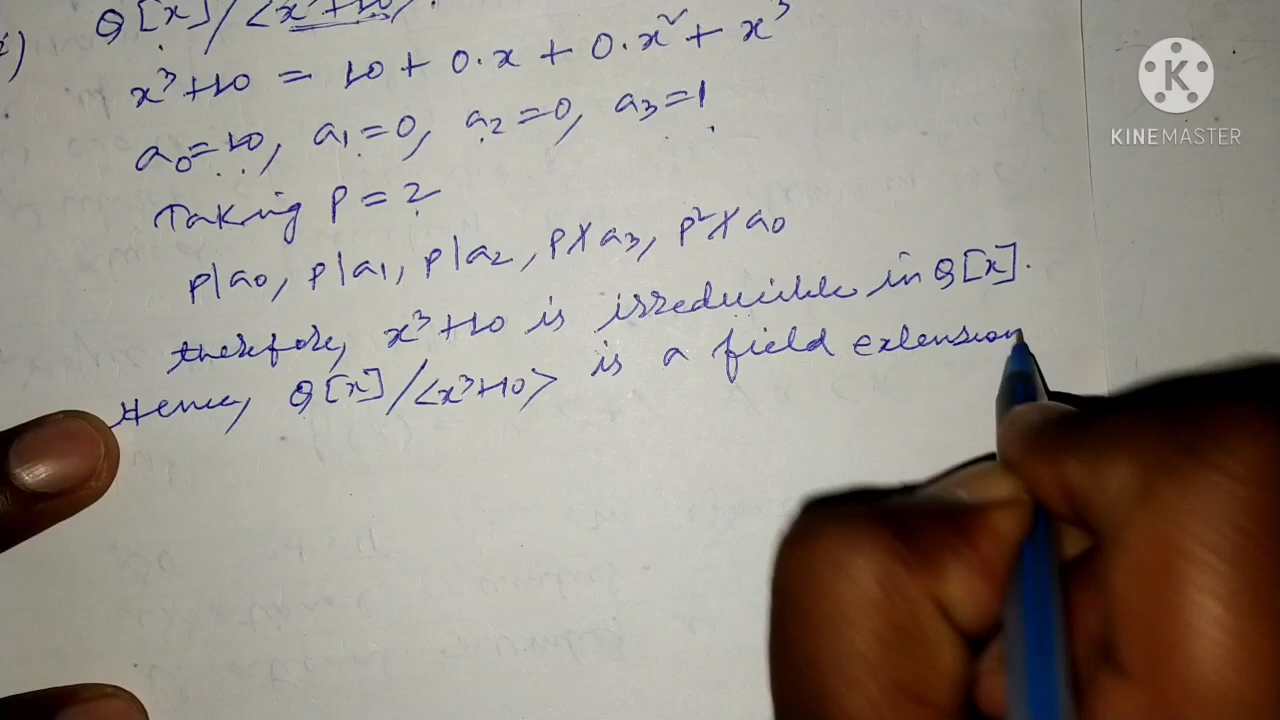 i) Q[x]/<x³+10>.
x³+10 = 10 + 0.x + 0.x² + x³
a₀=10, a₁=0, a₂=0, a₃=1
Taking p = 2
p|a₀, p|a₁, p|a₂, p∤a₃, p²∤a₀
therefore, x³+10 is irreducible in Q[x].
Hence, Q[x]/<x³+10> is a field extension
KINEMASTER